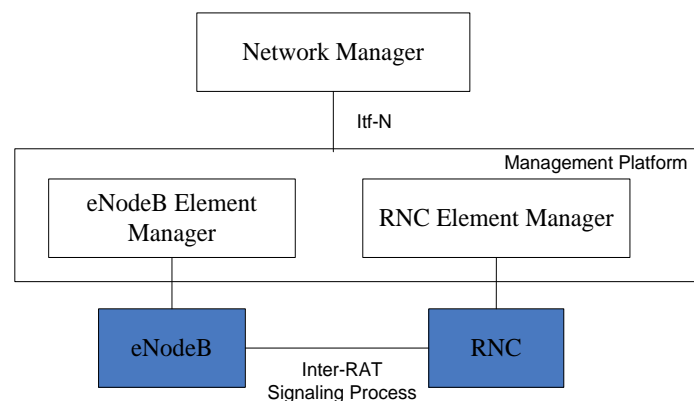 Network Manager
Itf-N
Management Platform
eNodeB Element
Manager
RNC Element Manager
eNodeB
RNC
Inter-RAT
Signaling Process